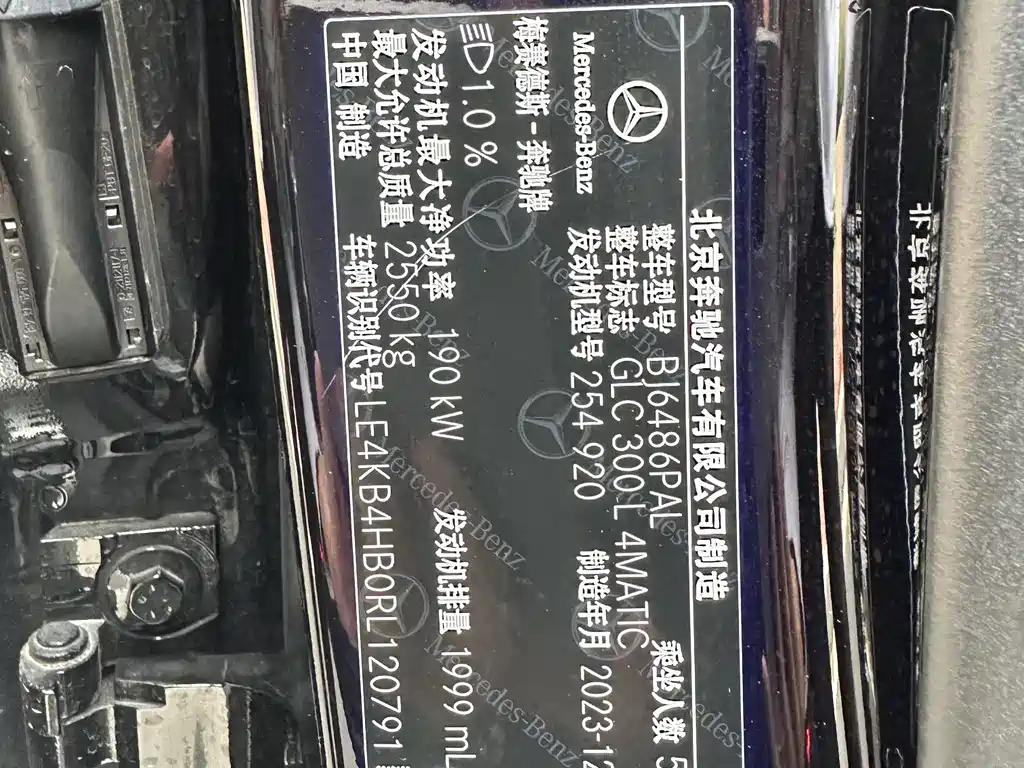 北京奔驰汽车有限公司制造
Mercedes-Benz
梅赛德斯-奔驰牌
整车型号 BJ6486PAL 乘坐人数 5
整车标志 GLC 300L 4MATIC
发动机型号 254 920 制造年月 2023-12
1.0 %
发动机最大净功率 190 kW 发动机排量 1999 mL
最大允许总质量 2550 kg
中国 制造 车辆识别代号 LE4KB4HB0RL120791